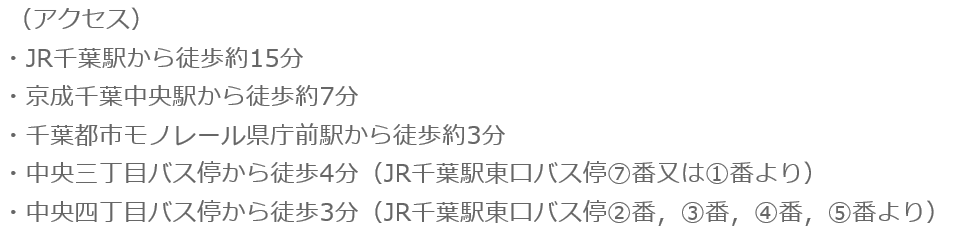 （アクセス）
・JR千葉駅から徒歩約15分
・京成千葉中央駅から徒歩約7分
・千葉都市モノレール県庁前駅から徒歩約3分
・中央三丁目バス停から徒歩4分（JR千葉駅東口バス停⑦番又は①番より）
・中央四丁目バス停から徒歩3分（JR千葉駅東口バス停②番，③番，④番，⑤番より）